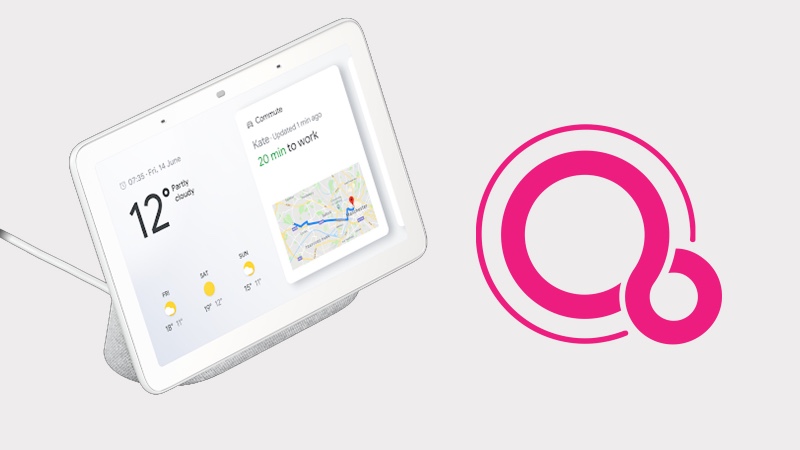 07:35 · Fri, 14 June
12°
Partly
cloudy
FRI
18° 11°
SAT
19° 12°
SUN
15° 11°
Commute
Kate · Updated 1 min ago
20 min to work
Manchester